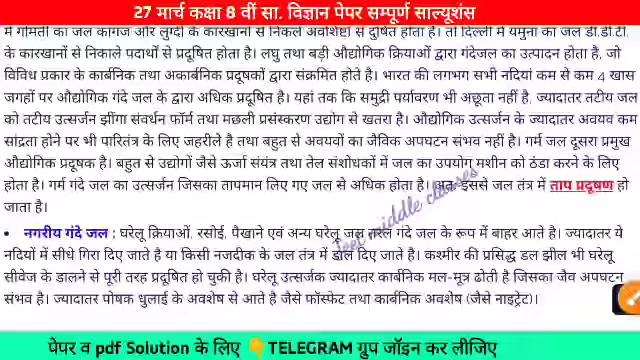 27 मार्च कक्षा 8 वीं सा. विज्ञान पेपर सम्पूर्ण साल्यूशंस
में गोमती का जल कागज और लुग्दी के कारखानों से निकले अवशिष्टों से दुषित होता है। तो दिल्ली में यमुना का जल डी.डी.टी.
के कारखानों से निकाले पदार्थों से प्रदूषित होता है। लघु तथा बड़ी औद्योगिक क्रियाओं द्वारा गंदेजल का उत्पादन होता है, जो
विविध प्रकार के कार्बनिक तथा अकार्बनिक प्रदूषकों द्वारा संक्रमित होते है। भारत की लगभग सभी नदियां कम से कम 4 खास
जगहों पर औद्योगिक गंदे जल के द्वारा अधिक प्रदूषित है। यहां तक कि समुद्री पर्यावरण भी अछूता नहीं है, ज्यादातर तटीय जल
को तटीय उत्सर्जन झींगा संवर्धन फॉर्म तथा मछली प्रसंस्करण उद्योग से खतरा है। औद्योगिक उत्सर्जन के ज्यादातर अवयव कम
सांद्रता होने पर भी पारितंत्र के लिए जहरीले है तथा बहुत से अवयवों का जैविक अपघटन संभव नहीं है। गर्म जल दूसरा प्रमुख
औद्योगिक प्रदूषक है। बहुत से उद्योगों जैसे ऊर्जा संयंत्र तथा तेल संशोधकों में जल का उपयोग मशीन को ठंडा करने के लिए
होता है। गर्म गंदे जल का उत्सर्जन जिसका तापमान लिए गए जल से अधिक होता है। अतः इससे जल तंत्र में ताप प्रदूषण हो
जाता है।
• नगरीय गंदे जल : घरेलू क्रियाओं, रसोई, पैखाने एवं अन्य घरेलू जल तरल गंदे जल के रूप में बाहर आते है। ज्यादातर ये
नदियों में सीधे गिरा दिए जाते है या किसी नजदीक के जल तंत्र में डाल दिए जाते है। कश्मीर की प्रसिद्ध डल झील भी घरेलू
सीवेज के डालने से पूरी तरह प्रदूषित हो चुकी है। घरेलू उत्सर्जक ज्यादातर कार्बनिक मल-मूत्र ढोती है जिसका जैव अपघटन
संभव है। ज्यादातर पोषक धुलाई के अवशेष से आते है जैसे फॉस्फेट तथा कार्बनिक अवशेष (जैसे नाइट्रेट)।
middle classes
पेपर व pdf Solution के लिए 👇 TELEGRAM ग्रुप जॉइन कर लीजिए